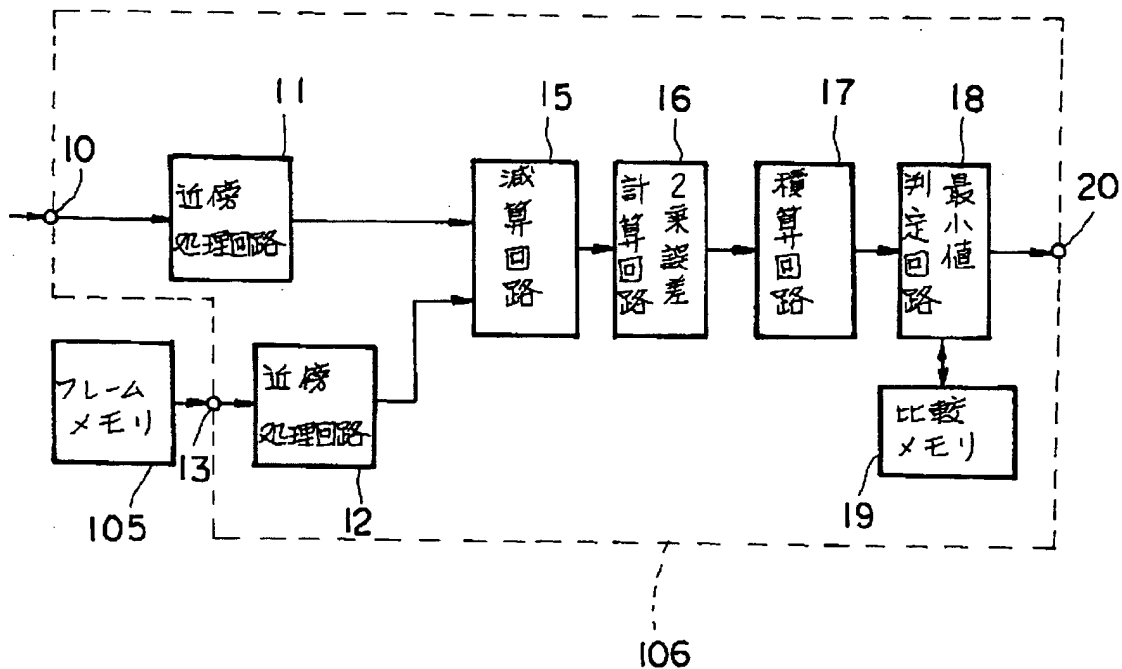 10
11
近傍
処理回路
15
減算回路
16
2乗誤差
計算回路
17
積算回路
18
最小値
判定回路
20
フレーム
メモリ
105
13
近傍
処理回路
12
比較
メモリ
19
106